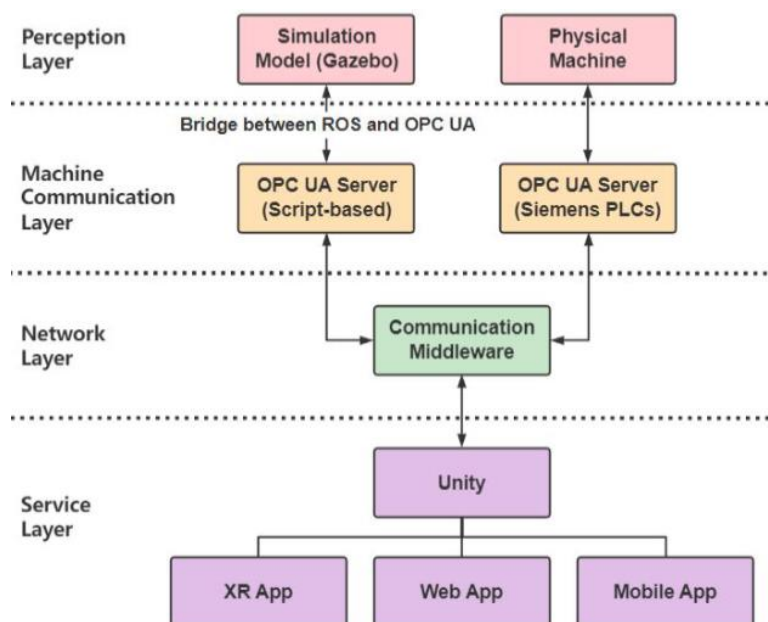 Perception
Layer
Simulation
Model (Gazebo)
Physical
Machine
Bridge between ROS and OPC UA
Machine
Communication
Layer
OPC UA Server
(Script-based)
OPC UA Server
(Siemens PLCs)
Network
Layer
Communication
Middleware
Service
Layer
Unity
XR App
Web App
Mobile App